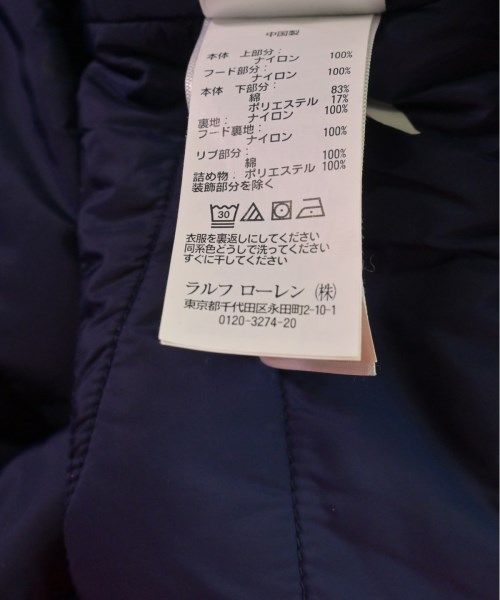 中国製
本体 上部分: ナイロン 100%
フード部分: ナイロン 100%
本体 下部分:
綿 83%
ポリエステル 17%
裏地: ナイロン 100%
フード裏地: ナイロン 100%
リブ部分:
綿 100%
詰め物: ポリエステル 100%
装飾部分を除く
30
衣服を裏返しにしてください
同系色どうしで洗ってください
すぐに干してください
ラルフ ローレン (株)
東京都千代田区永田町2-10-1
0120-3274-20